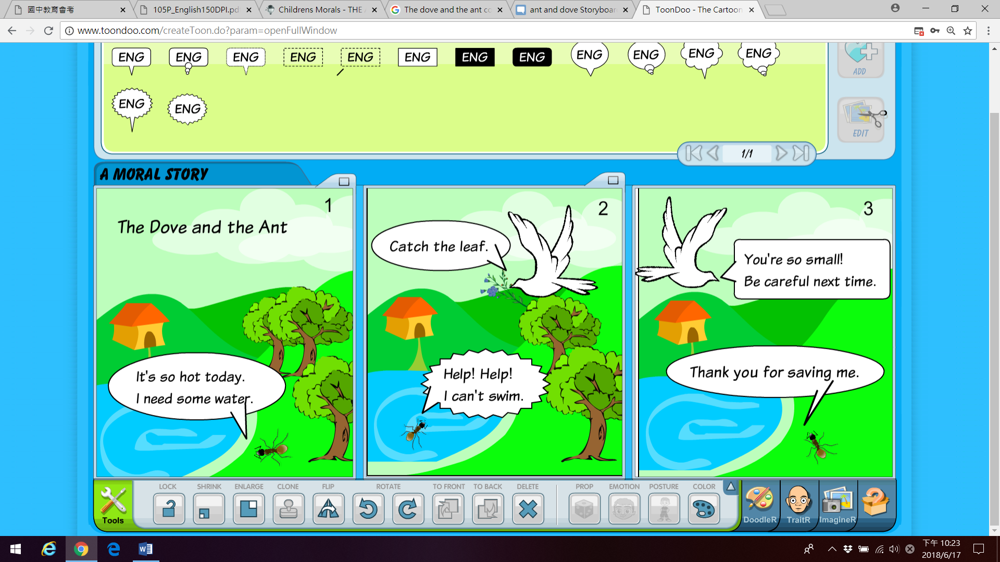 國中教育會考
105P_English150DPI.pd
Childrens Morals - THE
The dove and the ant co
ant and dove Storyboar
ToonDoo - The Cartoon
www.toondoo.com/createToon.do?param=openFullWindow
ENG ENG ENG ENG ENG ENG ENG ENG ENG ENG ENG ENG
ENG ENG
ADD
EDIT
1/1
A MORAL STORY
1
The Dove and the Ant
It's so hot today.
I need some water.
2
Catch the leaf.
Help! Help!
I can't swim.
3
You're so small!
Be careful next time.
Thank you for saving me.
Tools
LOCK SHRINK ENLARGE CLONE FLIP ROTATE TO FRONT TO BACK DELETE PROP EMOTION POSTURE COLOR
DoodleR TraitR ImagineR
下午 10:23
2018/6/17